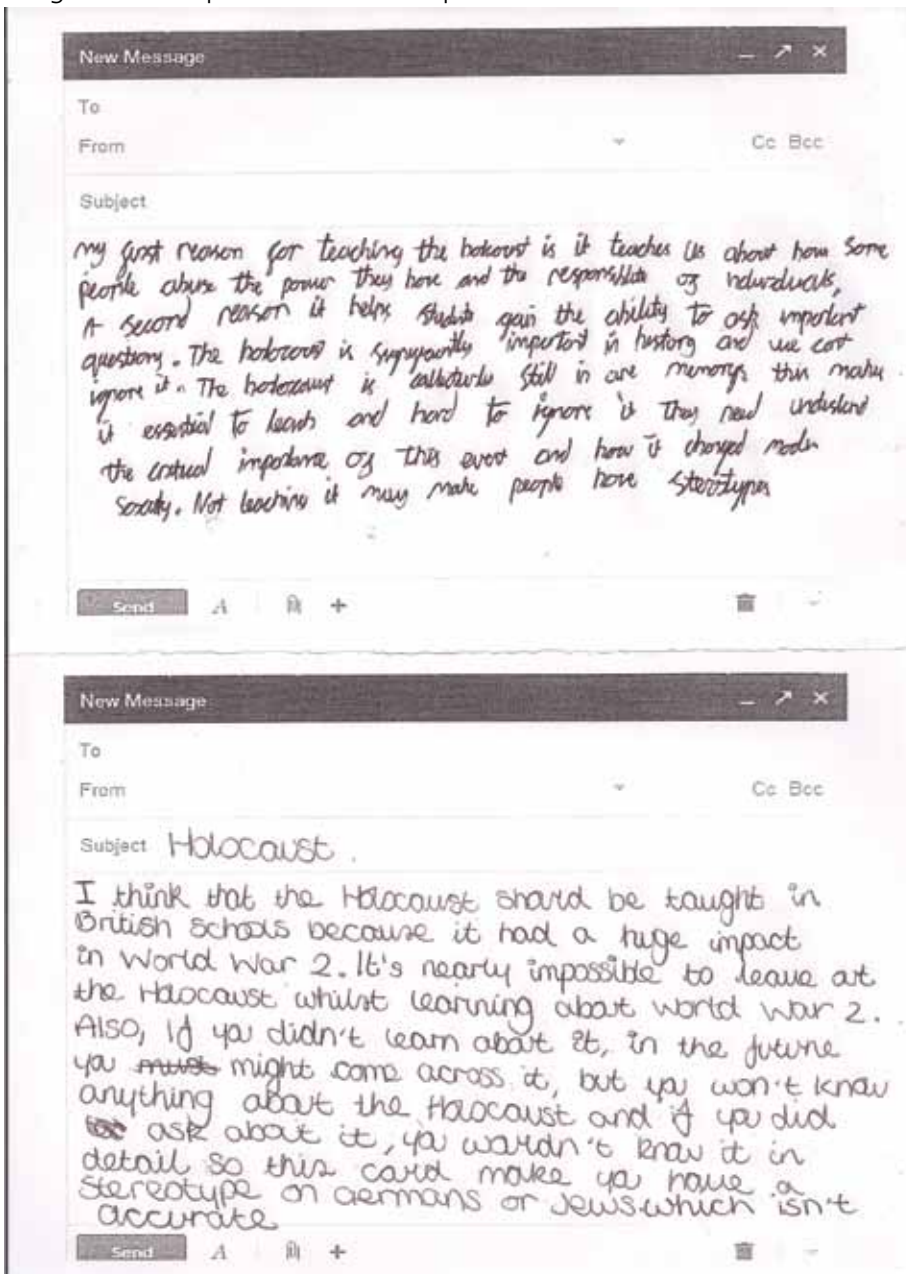 New Message
To
From
Cc Bcc
Subject
my first reason for teaching the holocaust is it teaches us about how some
people abuse the power they have and the of
A second reason it helps students gain the ability to ask important
questions. The is important in history and we cant
ignore it. The is still in are memorys this makes
it essential to learn and hard to ignore it they need understand
the critical importance of this event and how it changed modern
Socaity. Not teaching it may make people have sterotypes
Send A +
New Message
To
From
Cc Bcc
Subject Holocaust.
I think that the Holocaust should be taught in
British Schools because it had a huge impact
in World War 2. It's nearly impossible to leave out
the Holocaust whilst learning about world war 2.
Also, if you didn't learn about it, in the future
you must might come across it, but you won't know
anything about the Holocaust and if you did
ask about it, you wouldn't know it in
detail so this could make you have a
stereotype on Germans or Jews which isn't
accurate
Send A +